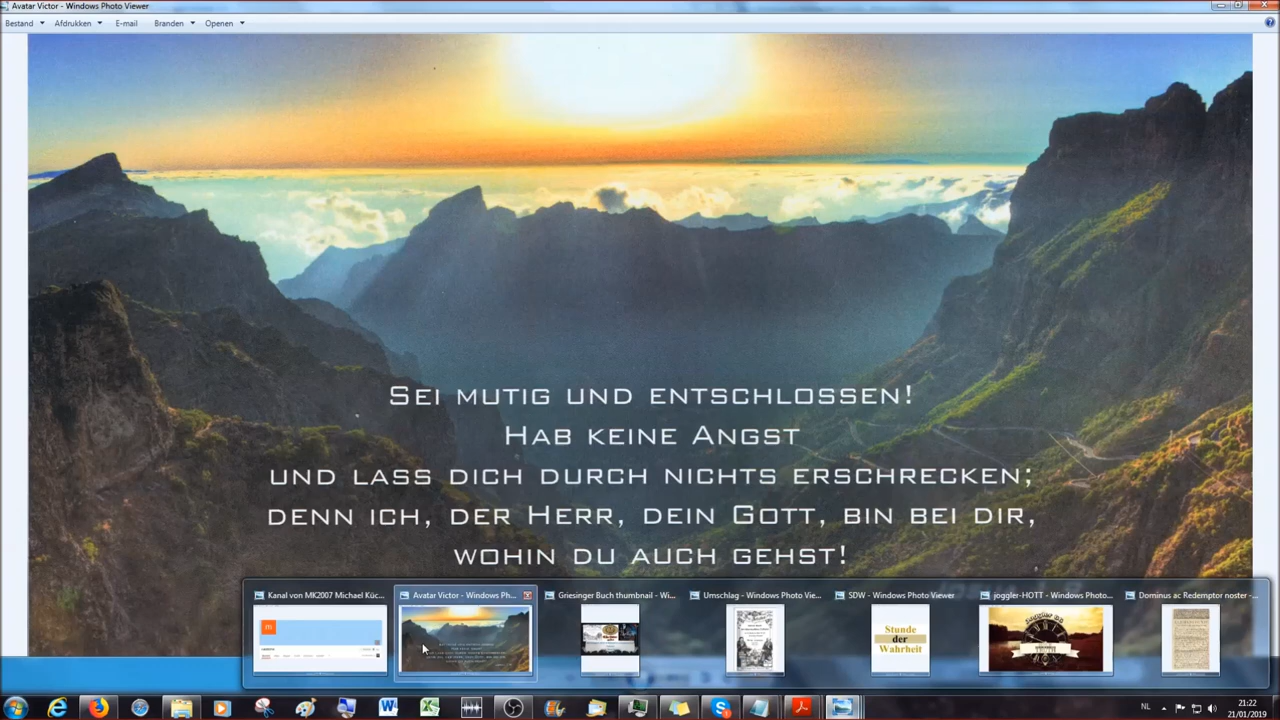 Avatar Victor - Windows Photo Viewer
Bestand Afdrukken E-mail Branden Openen
Sei mutig und entschlossen!
Hab keine Angst
und lass dich durch nichts erschrecken;
denn ich, der Herr, dein Gott, bin bei dir,
wohin du auch gehst!
Kanal von MK2007 Michael Küc... Avatar Victor - Windows Ph... Griesinger Buch thumbnail - Wi... Umschlag - Windows Photo Vie... SDW - Windows Photo Viewer joggler-HOTT - Windows Photo... Dominus ac Redemptor noster -...
m
Stunde
der
Wahrheit
NL 21:22
21/01/2019